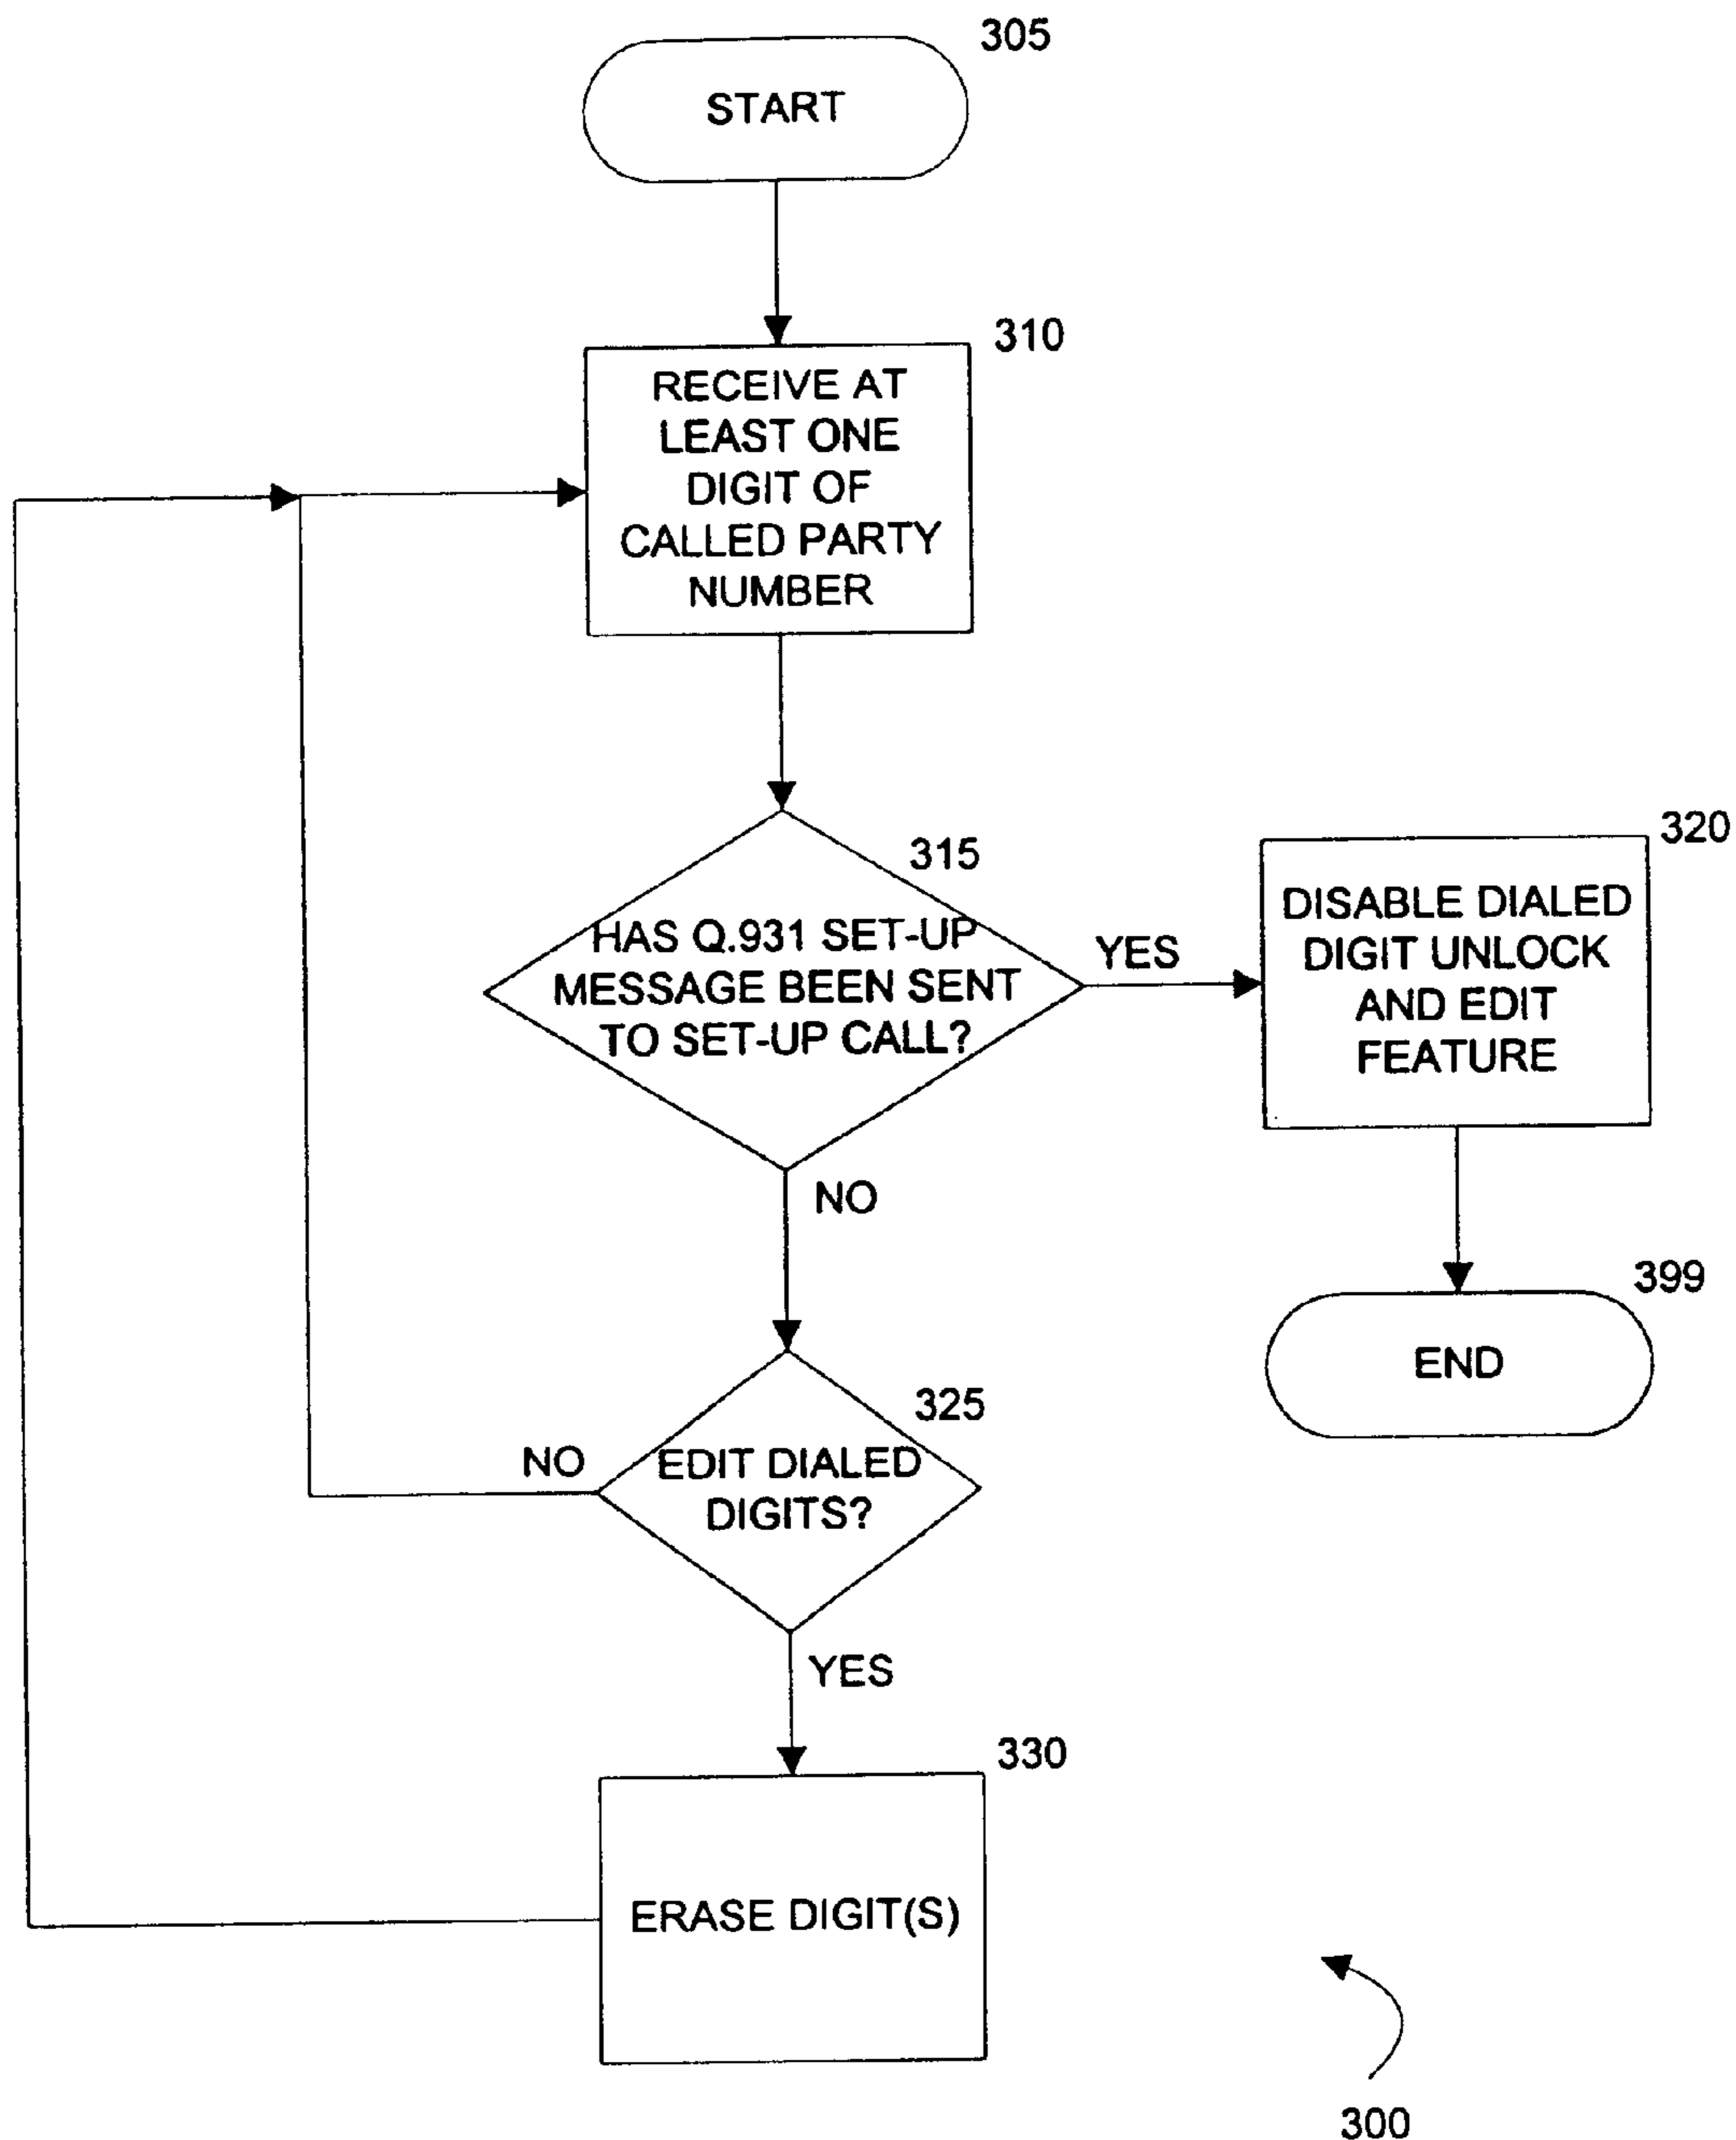 305
START
310
RECEIVE AT
LEAST ONE
DIGIT OF
CALLED PARTY
NUMBER
315
HAS Q.931 SET-UP
MESSAGE BEEN SENT
TO SET-UP CALL?
YES
320
DISABLE DIALED
DIGIT UNLOCK
AND EDIT
FEATURE
NO
399
END
325
EDIT DIALED
DIGITS?
NO
YES
330
ERASE DIGIT(S)
300